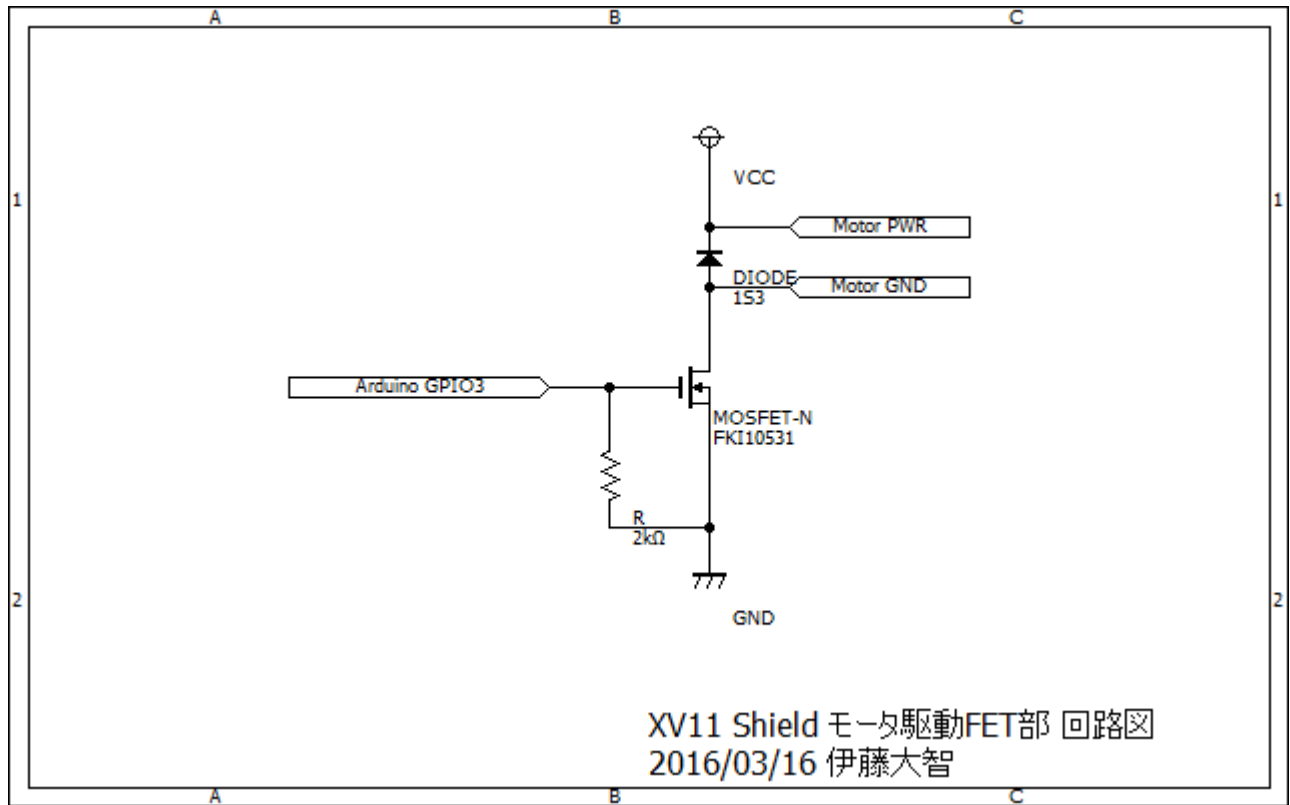 A B C
1 1
VCC
Motor PWR
DIODE
1S3
Motor GND
Arduino GPIO3
MOSFET-N
FKI10531
R
2kΩ
2 2
GND
XV11 Shield モータ駆動FET部 回路図
2016/03/16 伊藤大智
A B C